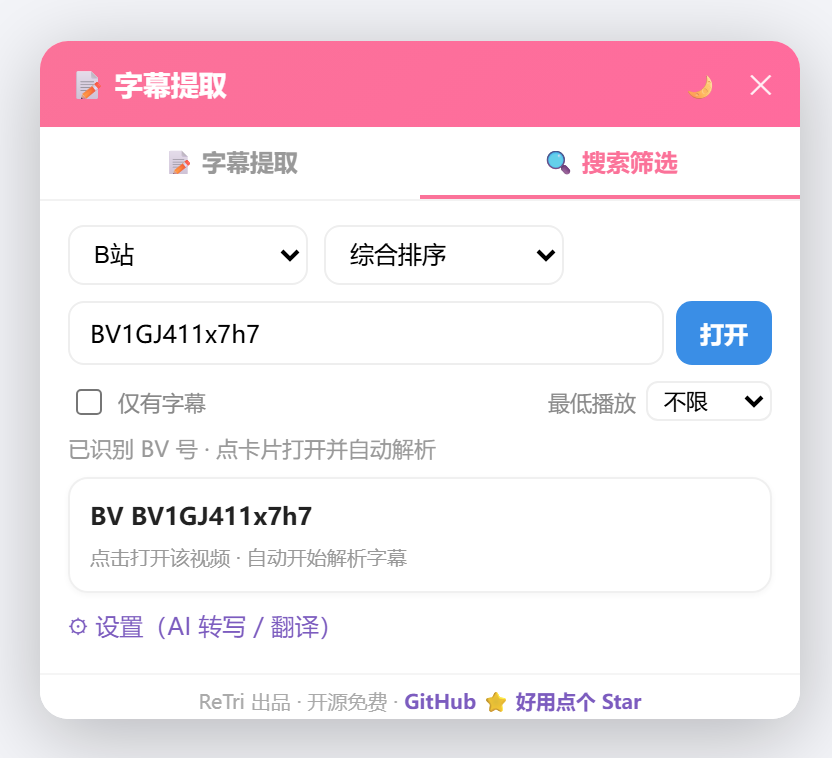 📝 字幕提取
📝 字幕提取 🔍 搜索筛选
B站 综合排序
BV1GJ411x7h7 打开
仅有字幕 最低播放 不限
已识别 BV 号 · 点卡片打开并自动解析
BV BV1GJ411x7h7
点击打开该视频 · 自动开始解析字幕
⚙ 设置（AI 转写 / 翻译）
ReTri 出品 · 开源免费 · GitHub ⭐ 好用点个 Star